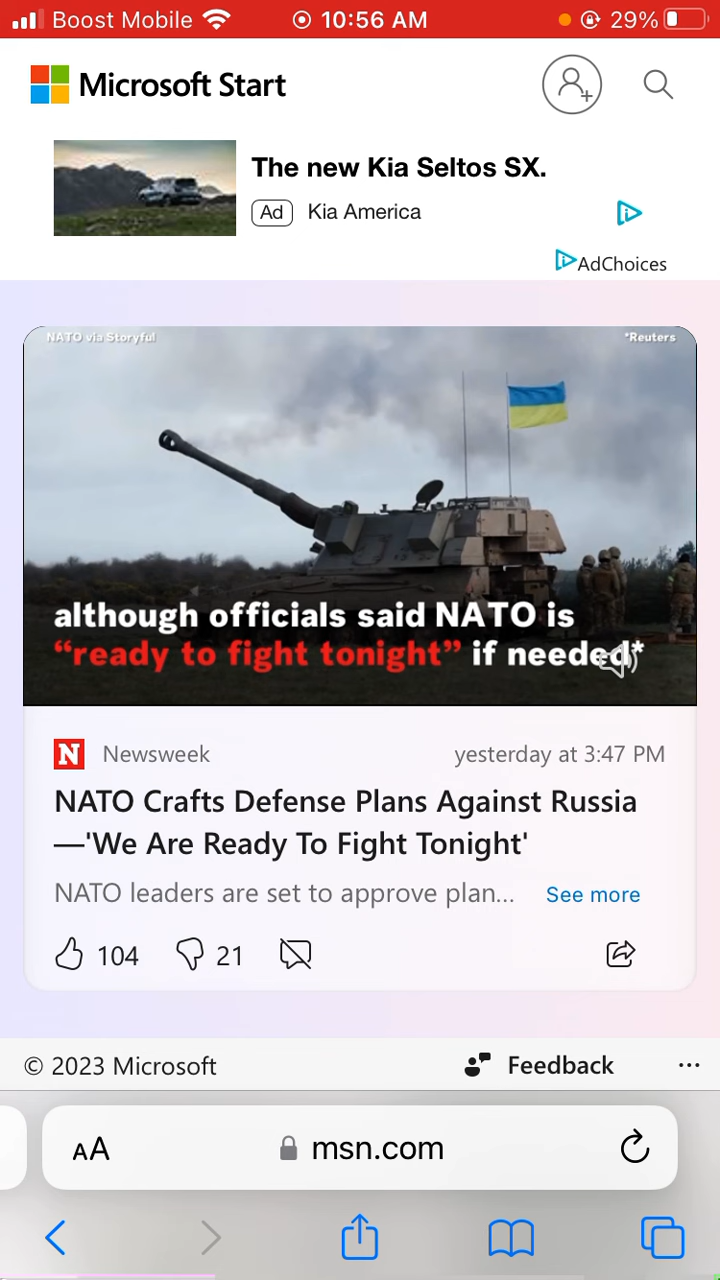 Boost Mobile 10:56 AM 29%
Microsoft Start
The new Kia Seltos SX.
Ad Kia America
AdChoices
NATO via Storyful *Reuters
although officials said NATO is
“ready to fight tonight” if needed*
N Newsweek yesterday at 3:47 PM
NATO Crafts Defense Plans Against Russia
—'We Are Ready To Fight Tonight'
NATO leaders are set to approve plan... See more
104 21
© 2023 Microsoft Feedback ...
AA msn.com